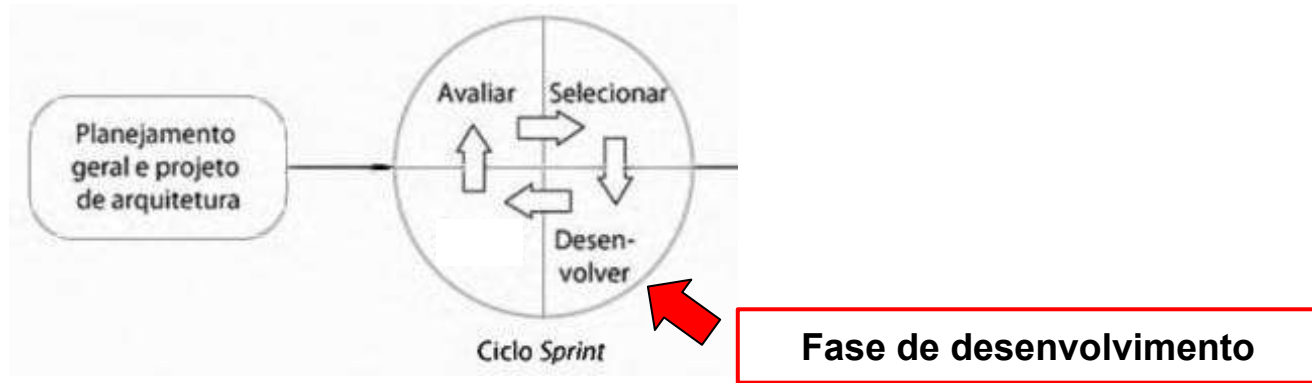 Planejamento
geral e projeto
de arquitetura
Avaliar
Selecionar
Desen-
volver
Ciclo Sprint
Fase de desenvolvimento